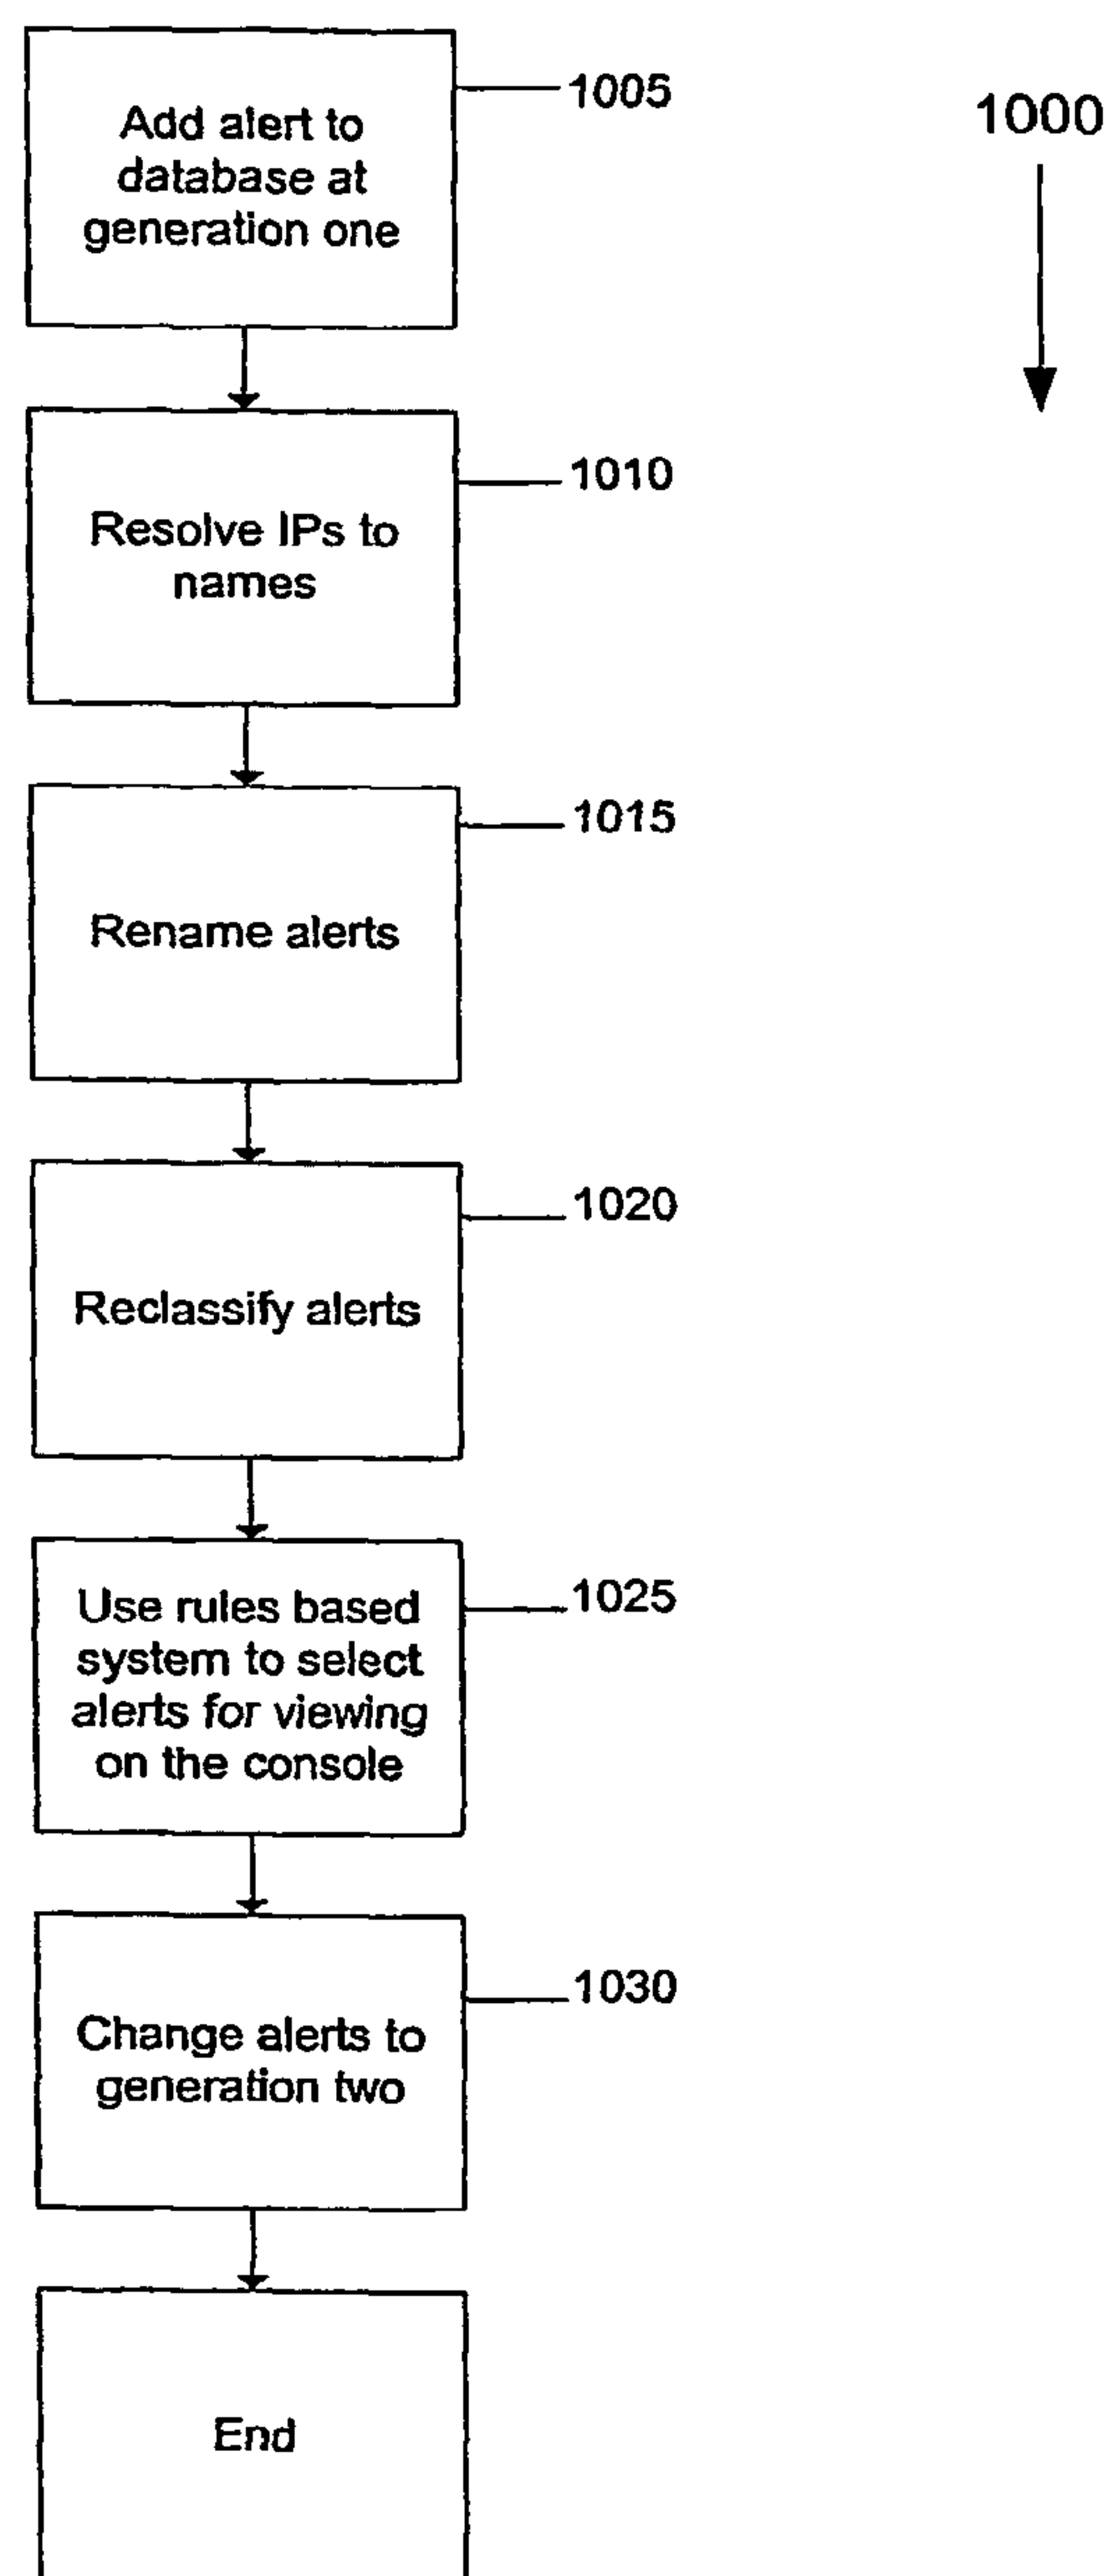 Add alert to
database at
generation one
1005
1000
Resolve IPs to
names
1010
Rename alerts
1015
Reclassify alerts
1020
Use rules based
system to select
alerts for viewing
on the console
1025
Change alerts to
generation two
1030
End